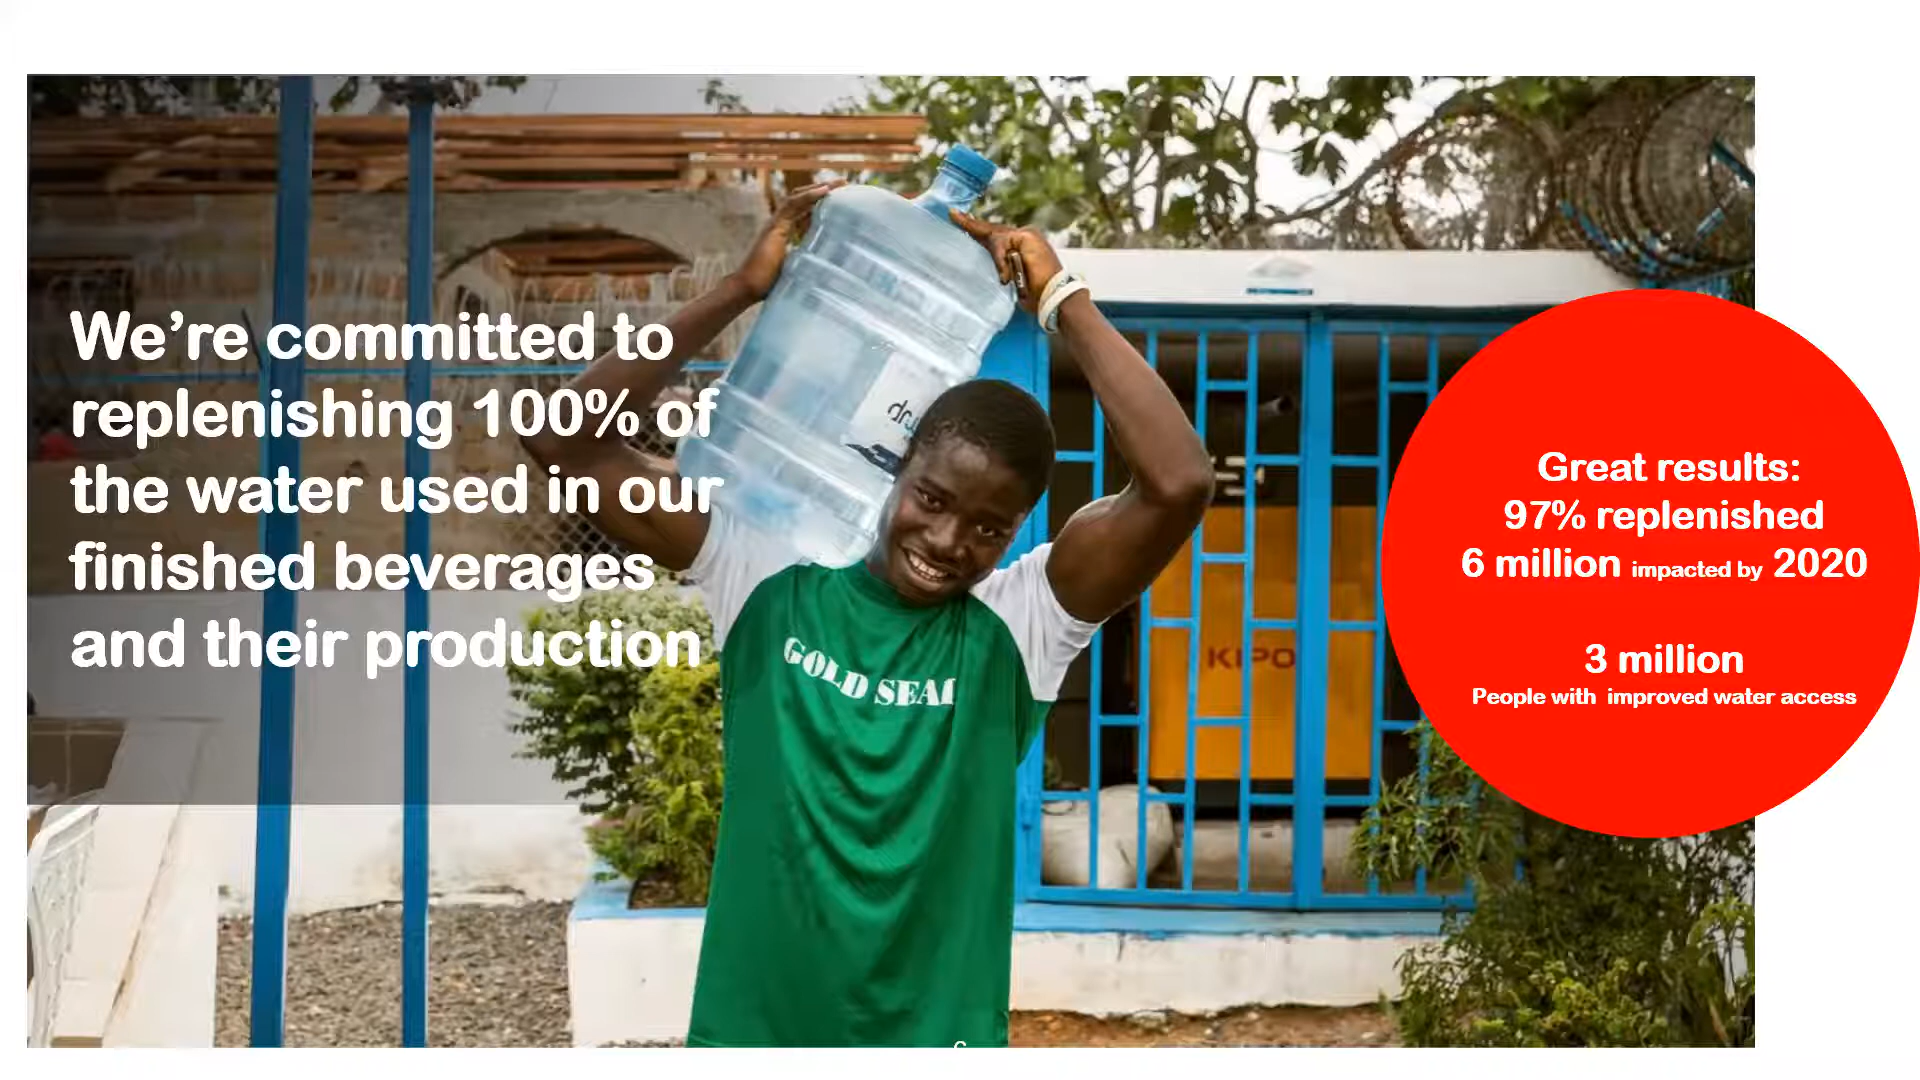 We’re committed to
replenishing 100% of
the water used in our
finished beverages
and their production
Great results:
97% replenished
6 million impacted by 2020
3 million
People with improved water access
GOLD SEAL
KIPO